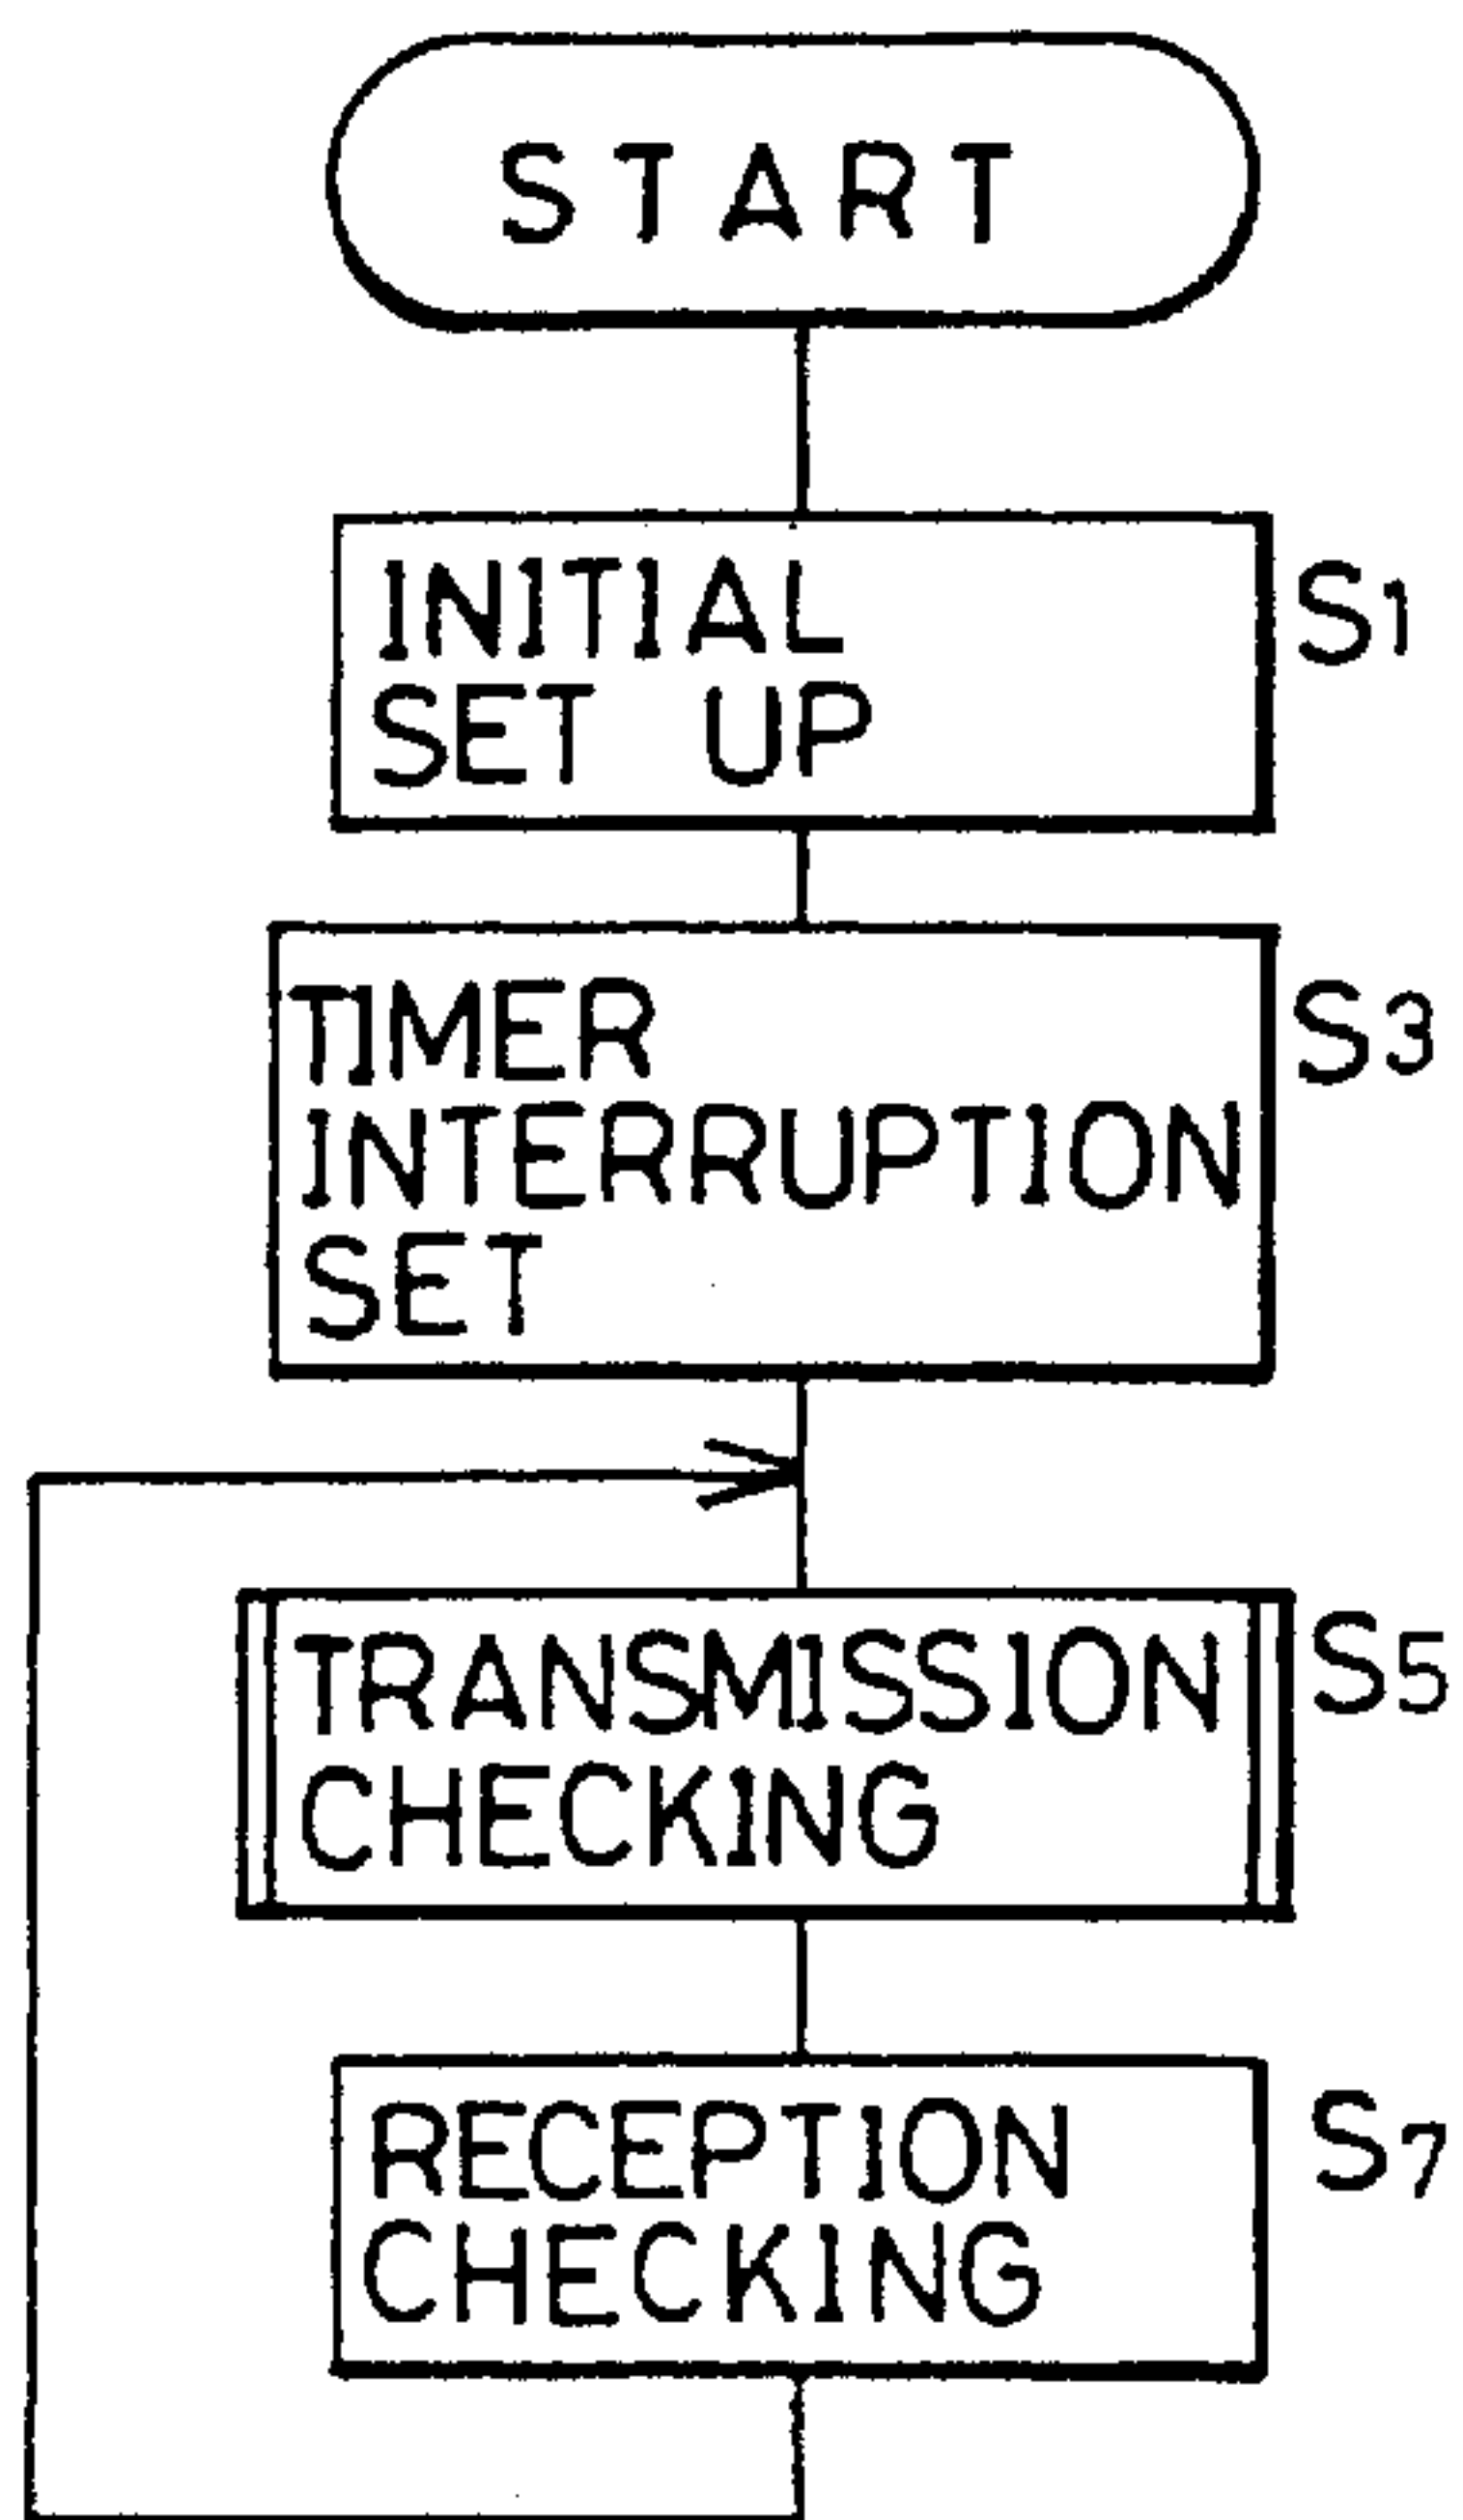 START
INITIAL
SET UP
S1
TIMER
INTERRUPTION
SET
S3
TRANSMISSION
CHECKING
S5
RECEPTION
CHECKING
S7